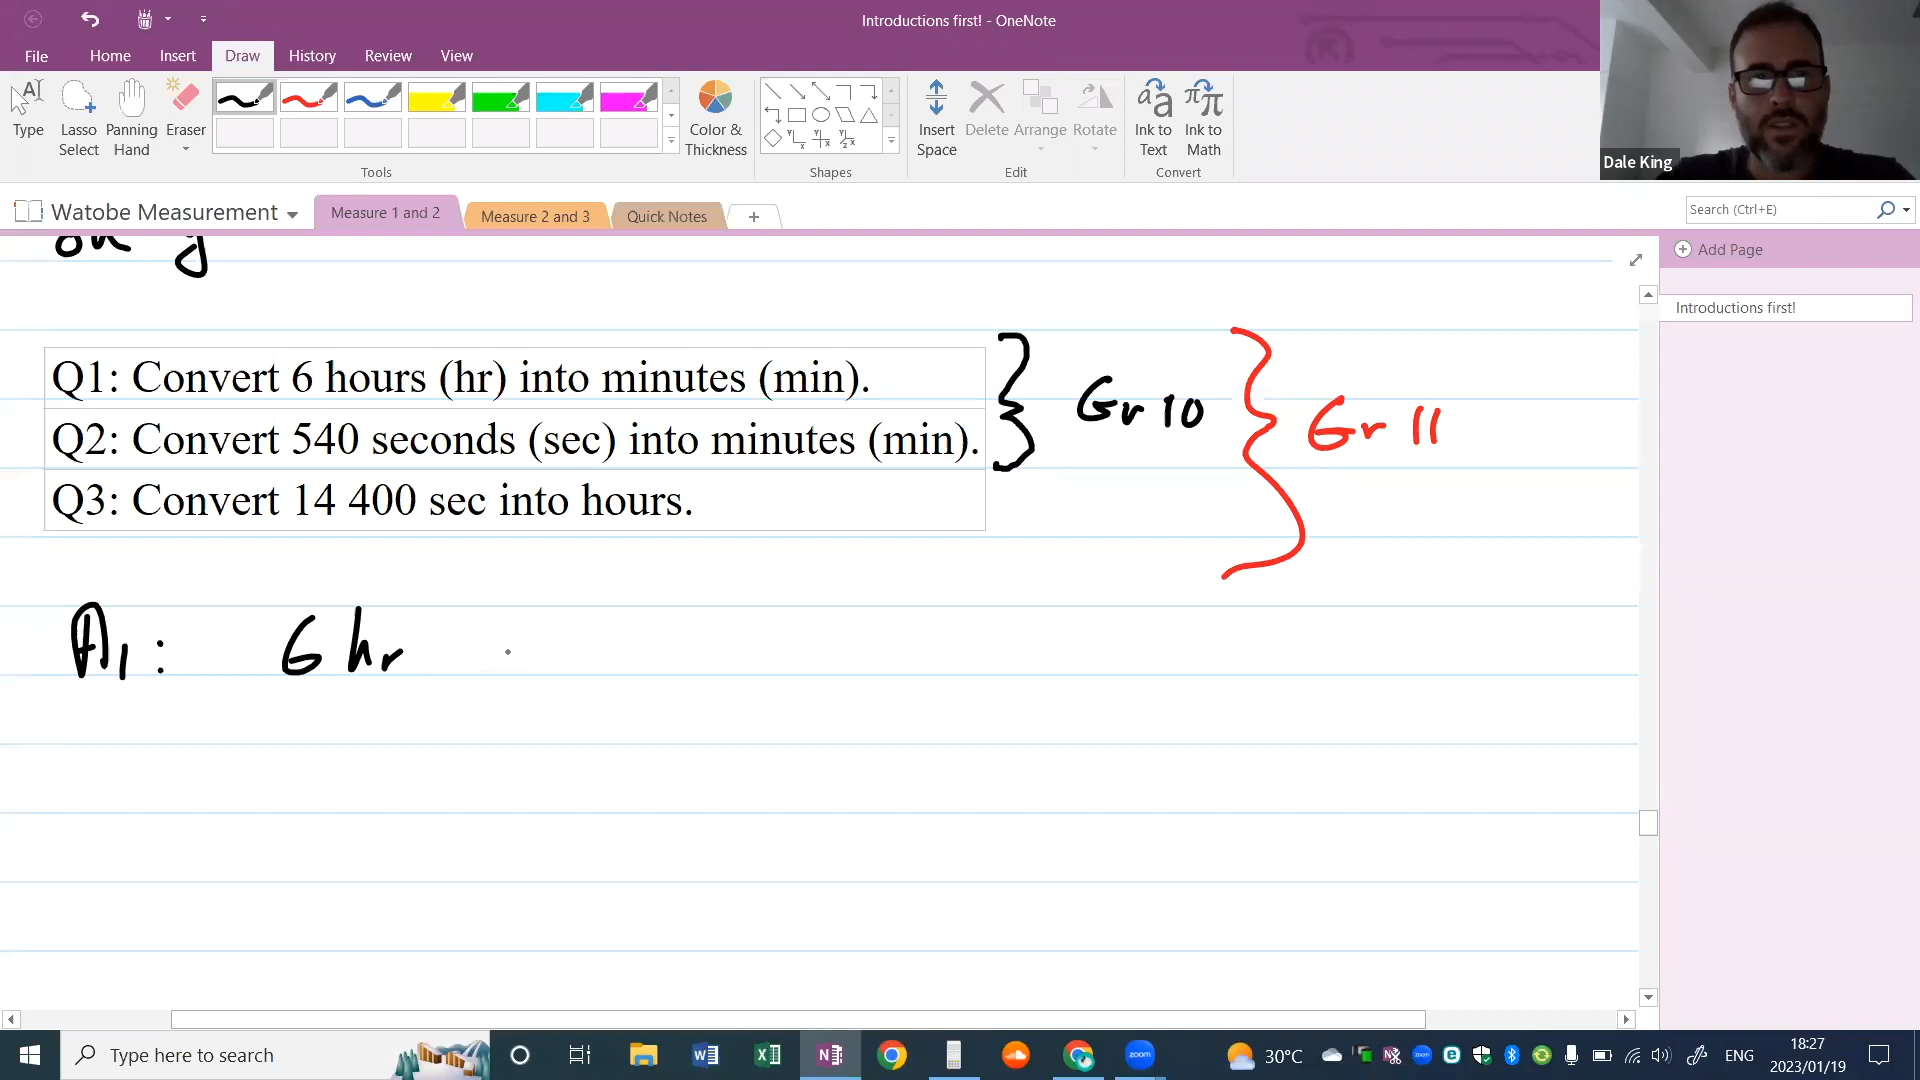 Introductions first! - OneNote
File Home Insert Draw History Review View
Type
Lasso Select
Panning Hand
Eraser
Color & Thickness
Insert Space
Delete
Arrange
Rotate
Ink to Text
Ink to Math
Tools Shapes Edit Convert
Dale King
Watobe Measurement
Measure 1 and 2
Measure 2 and 3
Quick Notes
Search (Ctrl+E)
Add Page
Introductions first!
Q1: Convert 6 hours (hr) into minutes (min).
Q2: Convert 540 seconds (sec) into minutes (min).
Q3: Convert 14 400 sec into hours.
Gr 10
Gr 11
A1: 6 hr
Type here to search
30°C
ENG
18:27
2023/01/19